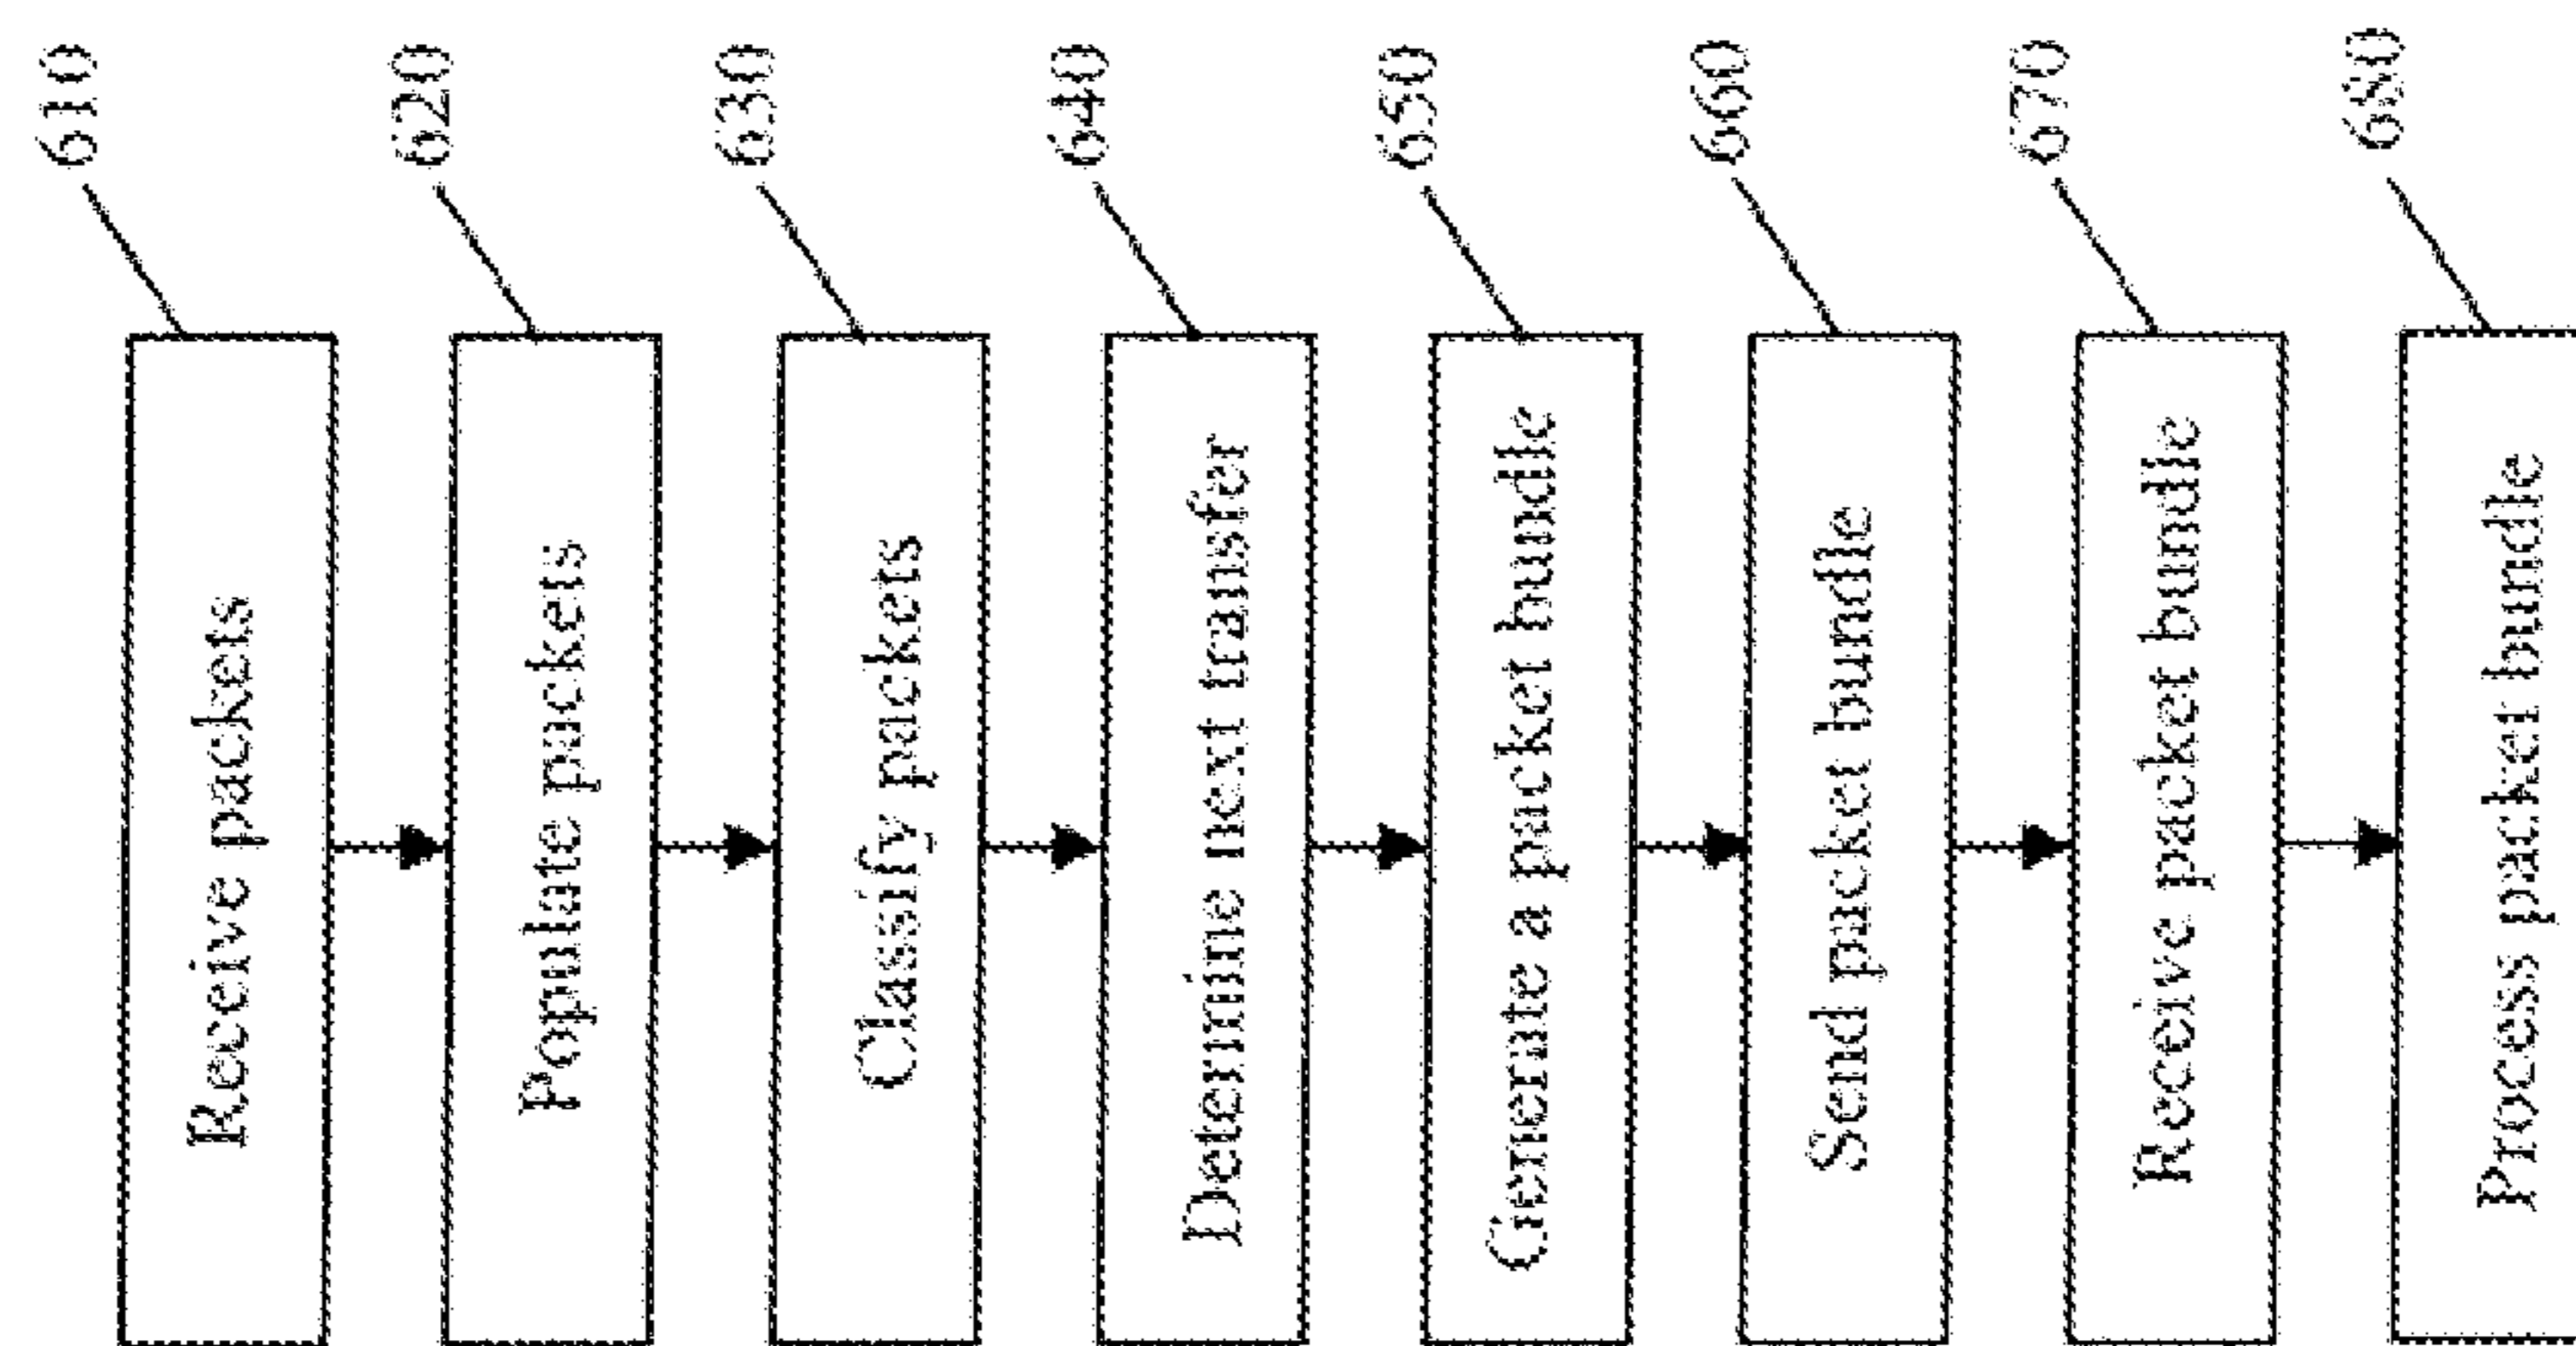 Receive packets
610
Populate packets
620
Classify packets
630
Determine next transfer
640
Generate a packet bundle
650
Send packet bundle
660
Receive packet bundle
670
Process packet bundle
680